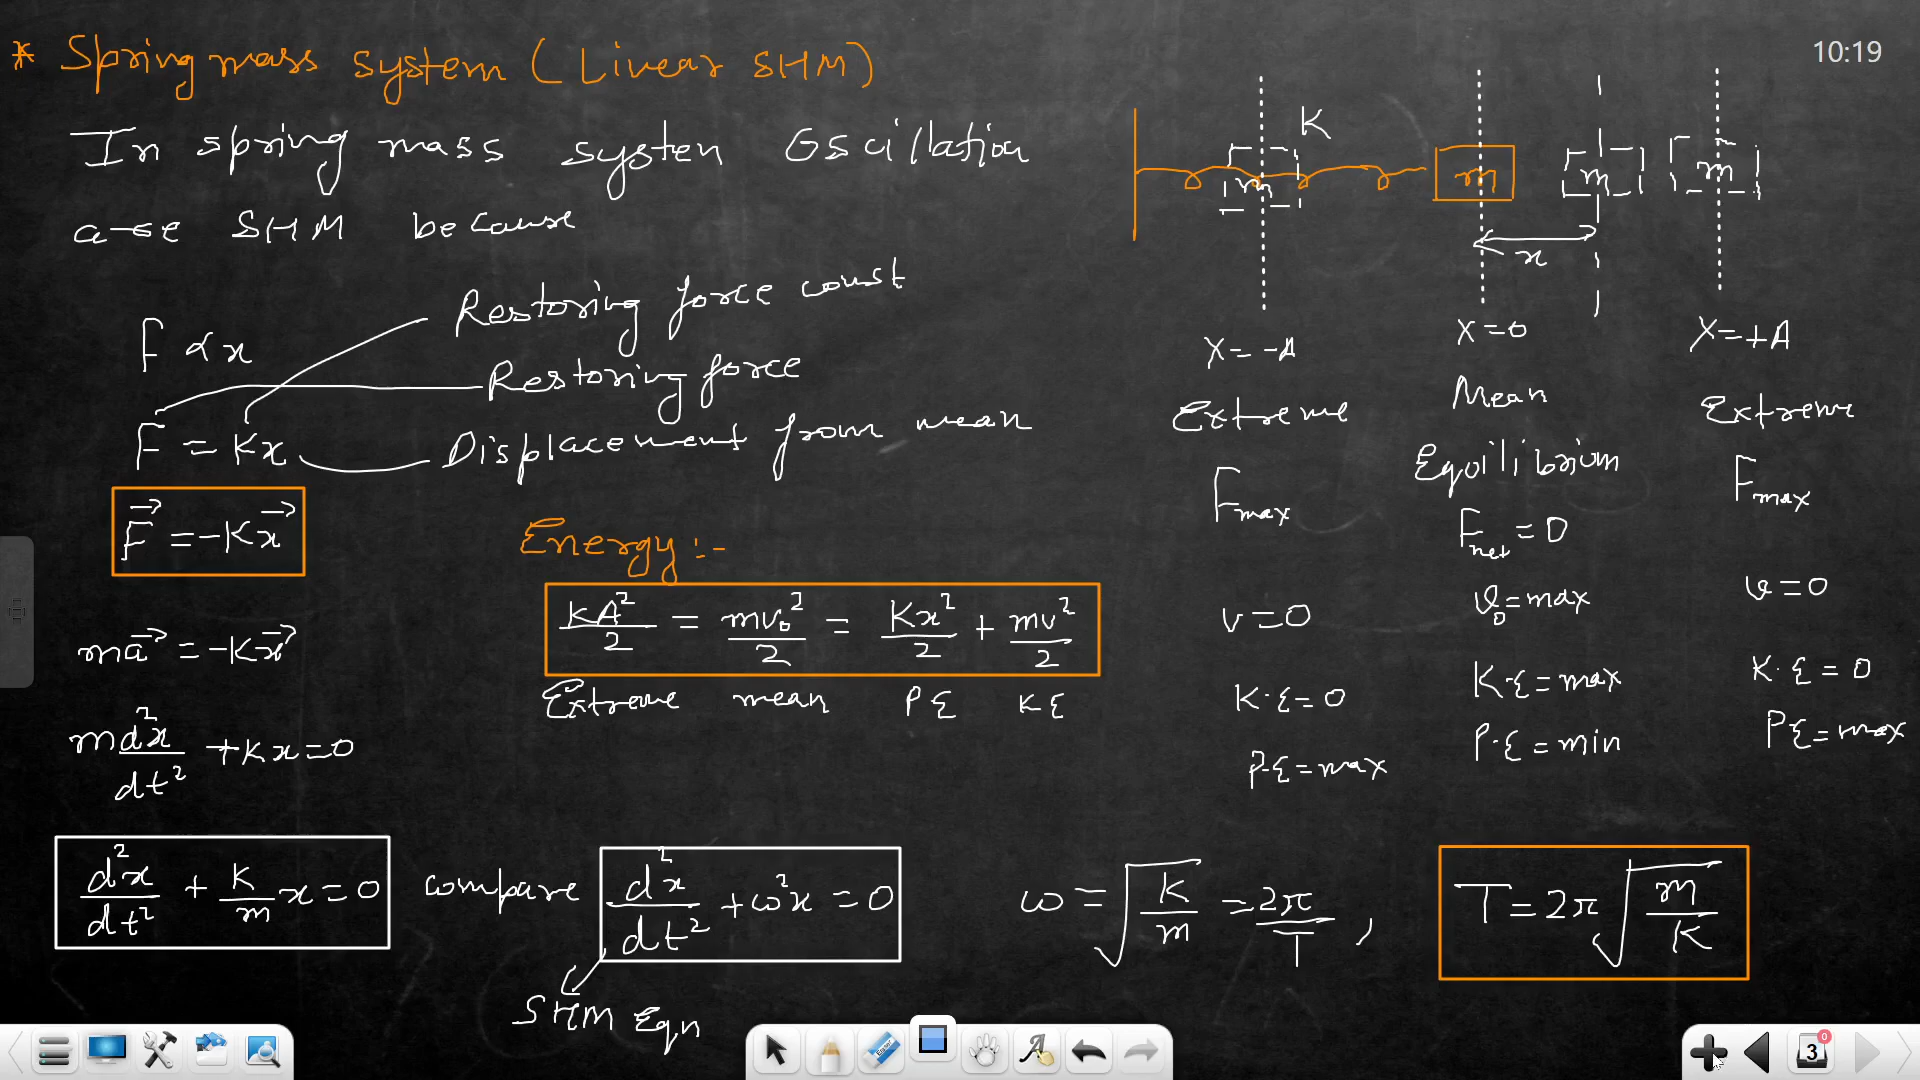 * Spring mass system (Linear SHM)
10:19
In spring mass system Oscillation
are SHM because
F ∝ x
Restoring force const
Restoring force
F = Kx
Displacement from mean
F⃗ = -Kx⃗
ma⃗ = -Kx⃗
m d²x/dt² + Kx = 0
d²x/dt² + K/m x = 0
compare
d²x/dt² + ω²x = 0
SHM Eqn
Energy :-
KA²/2 = mv₀²/2 = Kx²/2 + mv²/2
Extreme mean PE KE
K
m m m m
x
X = -A
Extreme
Fmax
v = 0
K.E = 0
P.E = max
X = 0
Mean
Equilibrium
Fnet = 0
v₀ = max
K.E = max
P.E = min
X = +A
Extreme
Fmax
v = 0
K.E = 0
PE = max
ω = √(K/m) = 2π/T ,
T = 2π √(m/K)
3
0